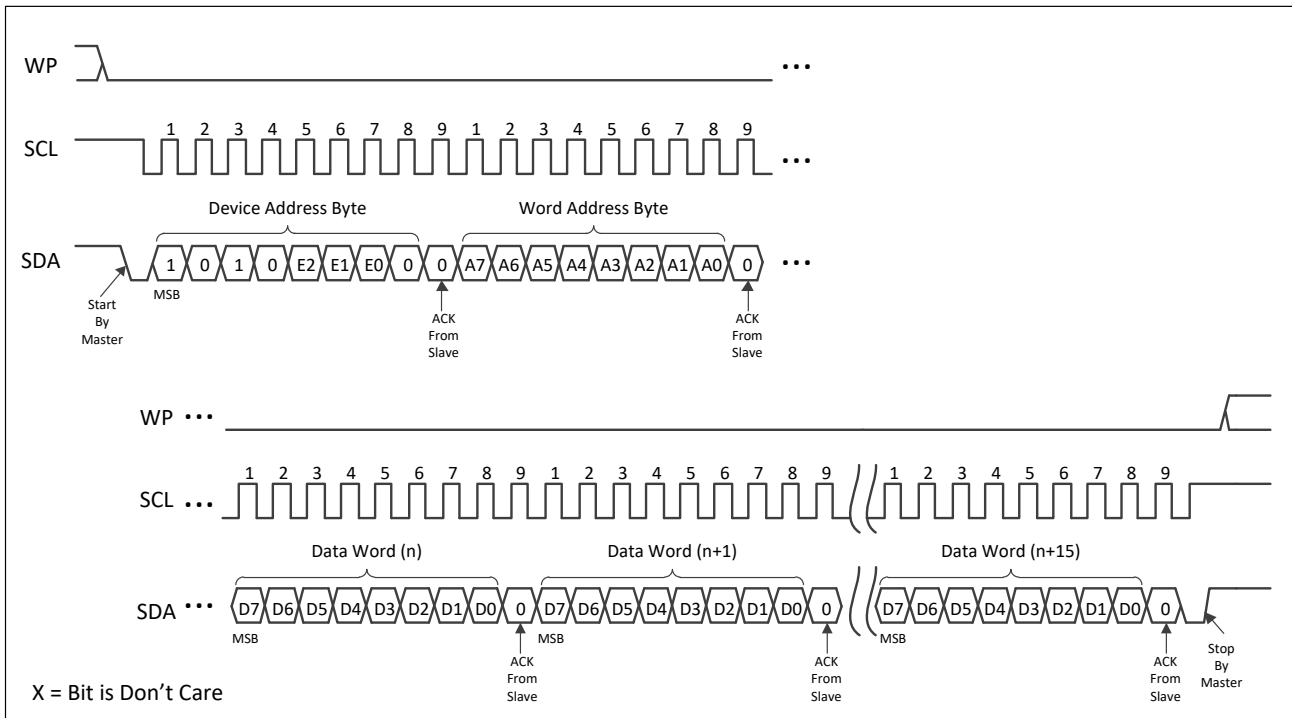 WP ...
SCL 1 2 3 4 5 6 7 8 9 1 2 3 4 5 6 7 8 9 ...
Device Address Byte Word Address Byte
SDA 1 0 1 0 E2 E1 E0 0 0 A7 A6 A5 A4 A3 A2 A1 A0 0 ...
MSB
Start
By
Master
ACK
From
Slave
ACK
From
Slave
WP ...
SCL ... 1 2 3 4 5 6 7 8 9 1 2 3 4 5 6 7 8 9 1 2 3 4 5 6 7 8 9
Data Word (n) Data Word (n+1) Data Word (n+15)
SDA ... D7 D6 D5 D4 D3 D2 D1 D0 0 D7 D6 D5 D4 D3 D2 D1 D0 0 D7 D6 D5 D4 D3 D2 D1 D0 0
MSB MSB MSB
ACK
From
Slave
ACK
From
Slave
ACK
From
Slave
Stop
By
Master
X = Bit is Don't Care